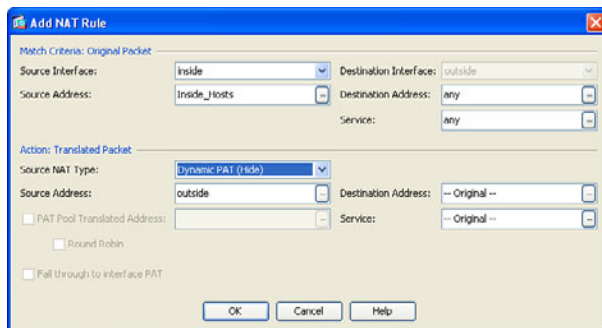 Add NAT Rule
Match Criteria: Original Packet
Source Interface: inside Destination Interface: outside
Source Address: Inside_Hosts ... Destination Address: any ...
Service: any ...
Action: Translated Packet
Source NAT Type: Dynamic PAT (Hide)
Source Address: outside ... Destination Address: -- Original -- ...
PAT Pool Translated Address: ... Service: -- Original -- ...
Round Robin
Fall through to interface PAT
OK Cancel Help